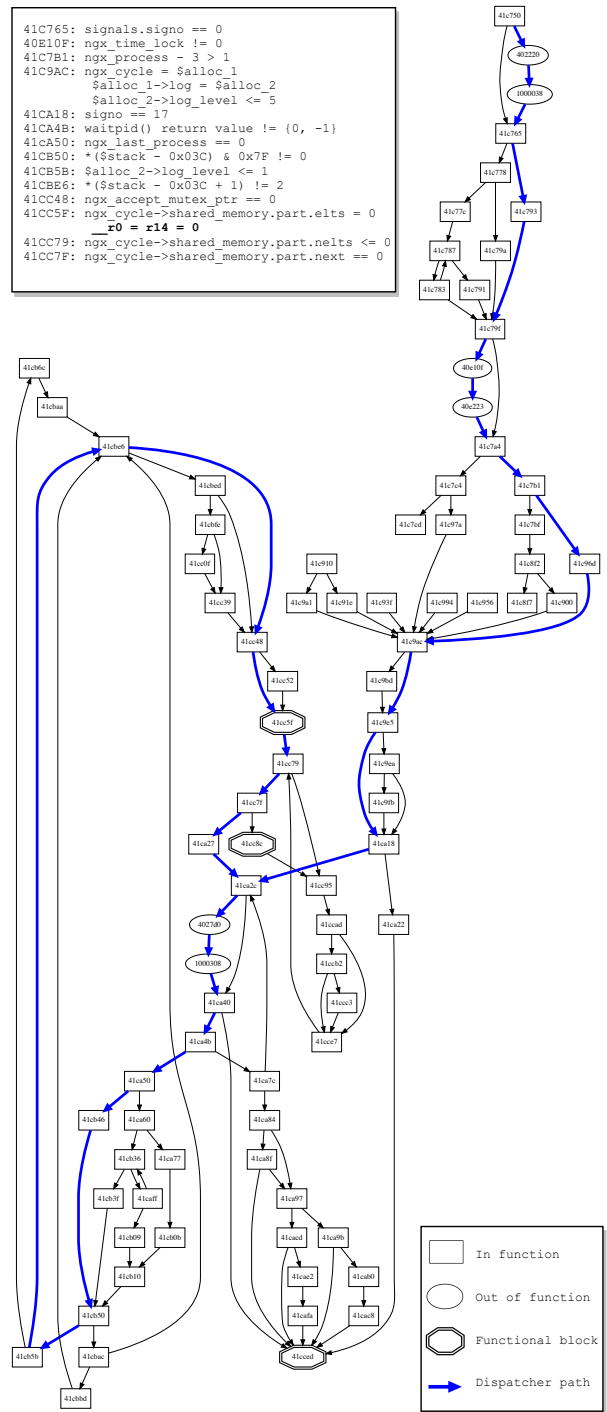 41C765: signals.signo == 0
40E10F: ngx_time_lock != 0
41C7B1: ngx_process - 3 > 1
41C9AC: ngx_cycle = $alloc_1
$alloc_1->log = $alloc_2
$alloc_2->log_level <= 5
41CA18: signo == 17
41CA4B: waitpid() return value != {0, -1}
41cA50: ngx_last_process == 0
41CB50: *($stack - 0x03C) & 0x7F != 0
41CB5B: $alloc_2->log_level <= 1
41CBE6: *($stack - 0x03C + 1) != 2
41CC48: ngx_accept_mutex_ptr == 0
41CC5F: ngx_cycle->shared_memory.part.elts = 0
__r0 = r14 = 0
41CC79: ngx_cycle->shared_memory.part.nelts <= 0
41CC7F: ngx_cycle->shared_memory.part.next == 0
41c750
402220
1000038
41c765
41c778
41c77c
41c793
41c787
41c79a
41c783
41c791
41c79f
40e10f
40e223
41c7a4
41c7c4
41c7b1
41c7cd
41c97a
41c7bf
41c910
41c8f2
41c96d
41c9a1
41c91e
41c93f
41c994
41c956
41c8f7
41c900
41c9ac
41c9bd
41c9e5
41c9ea
41c9fb
41ca18
41ca22
41cb6c
41cbaa
41cbe6
41cbed
41cbfe
41cc0f
41cc39
41cc48
41cc52
41cc5f
41cc79
41cc7f
41ca27
41cc8c
41ca2c
41cc95
4027d0
41ccad
1000308
41ccb2
41ca40
41ccc3
41ca4b
41cce7
41ca50
41ca7c
41cb46
41ca60
41ca84
41cb36
41ca77
41ca8f
41cb3f
41caff
41ca97
41cb09
41cb0b
41cacd
41ca9b
41cb10
41cae2
41cab0
41cb50
41cafa
41cac8
41cb5b
41cbac
41cced
41cbbd
In function
Out of function
Functional block
Dispatcher path